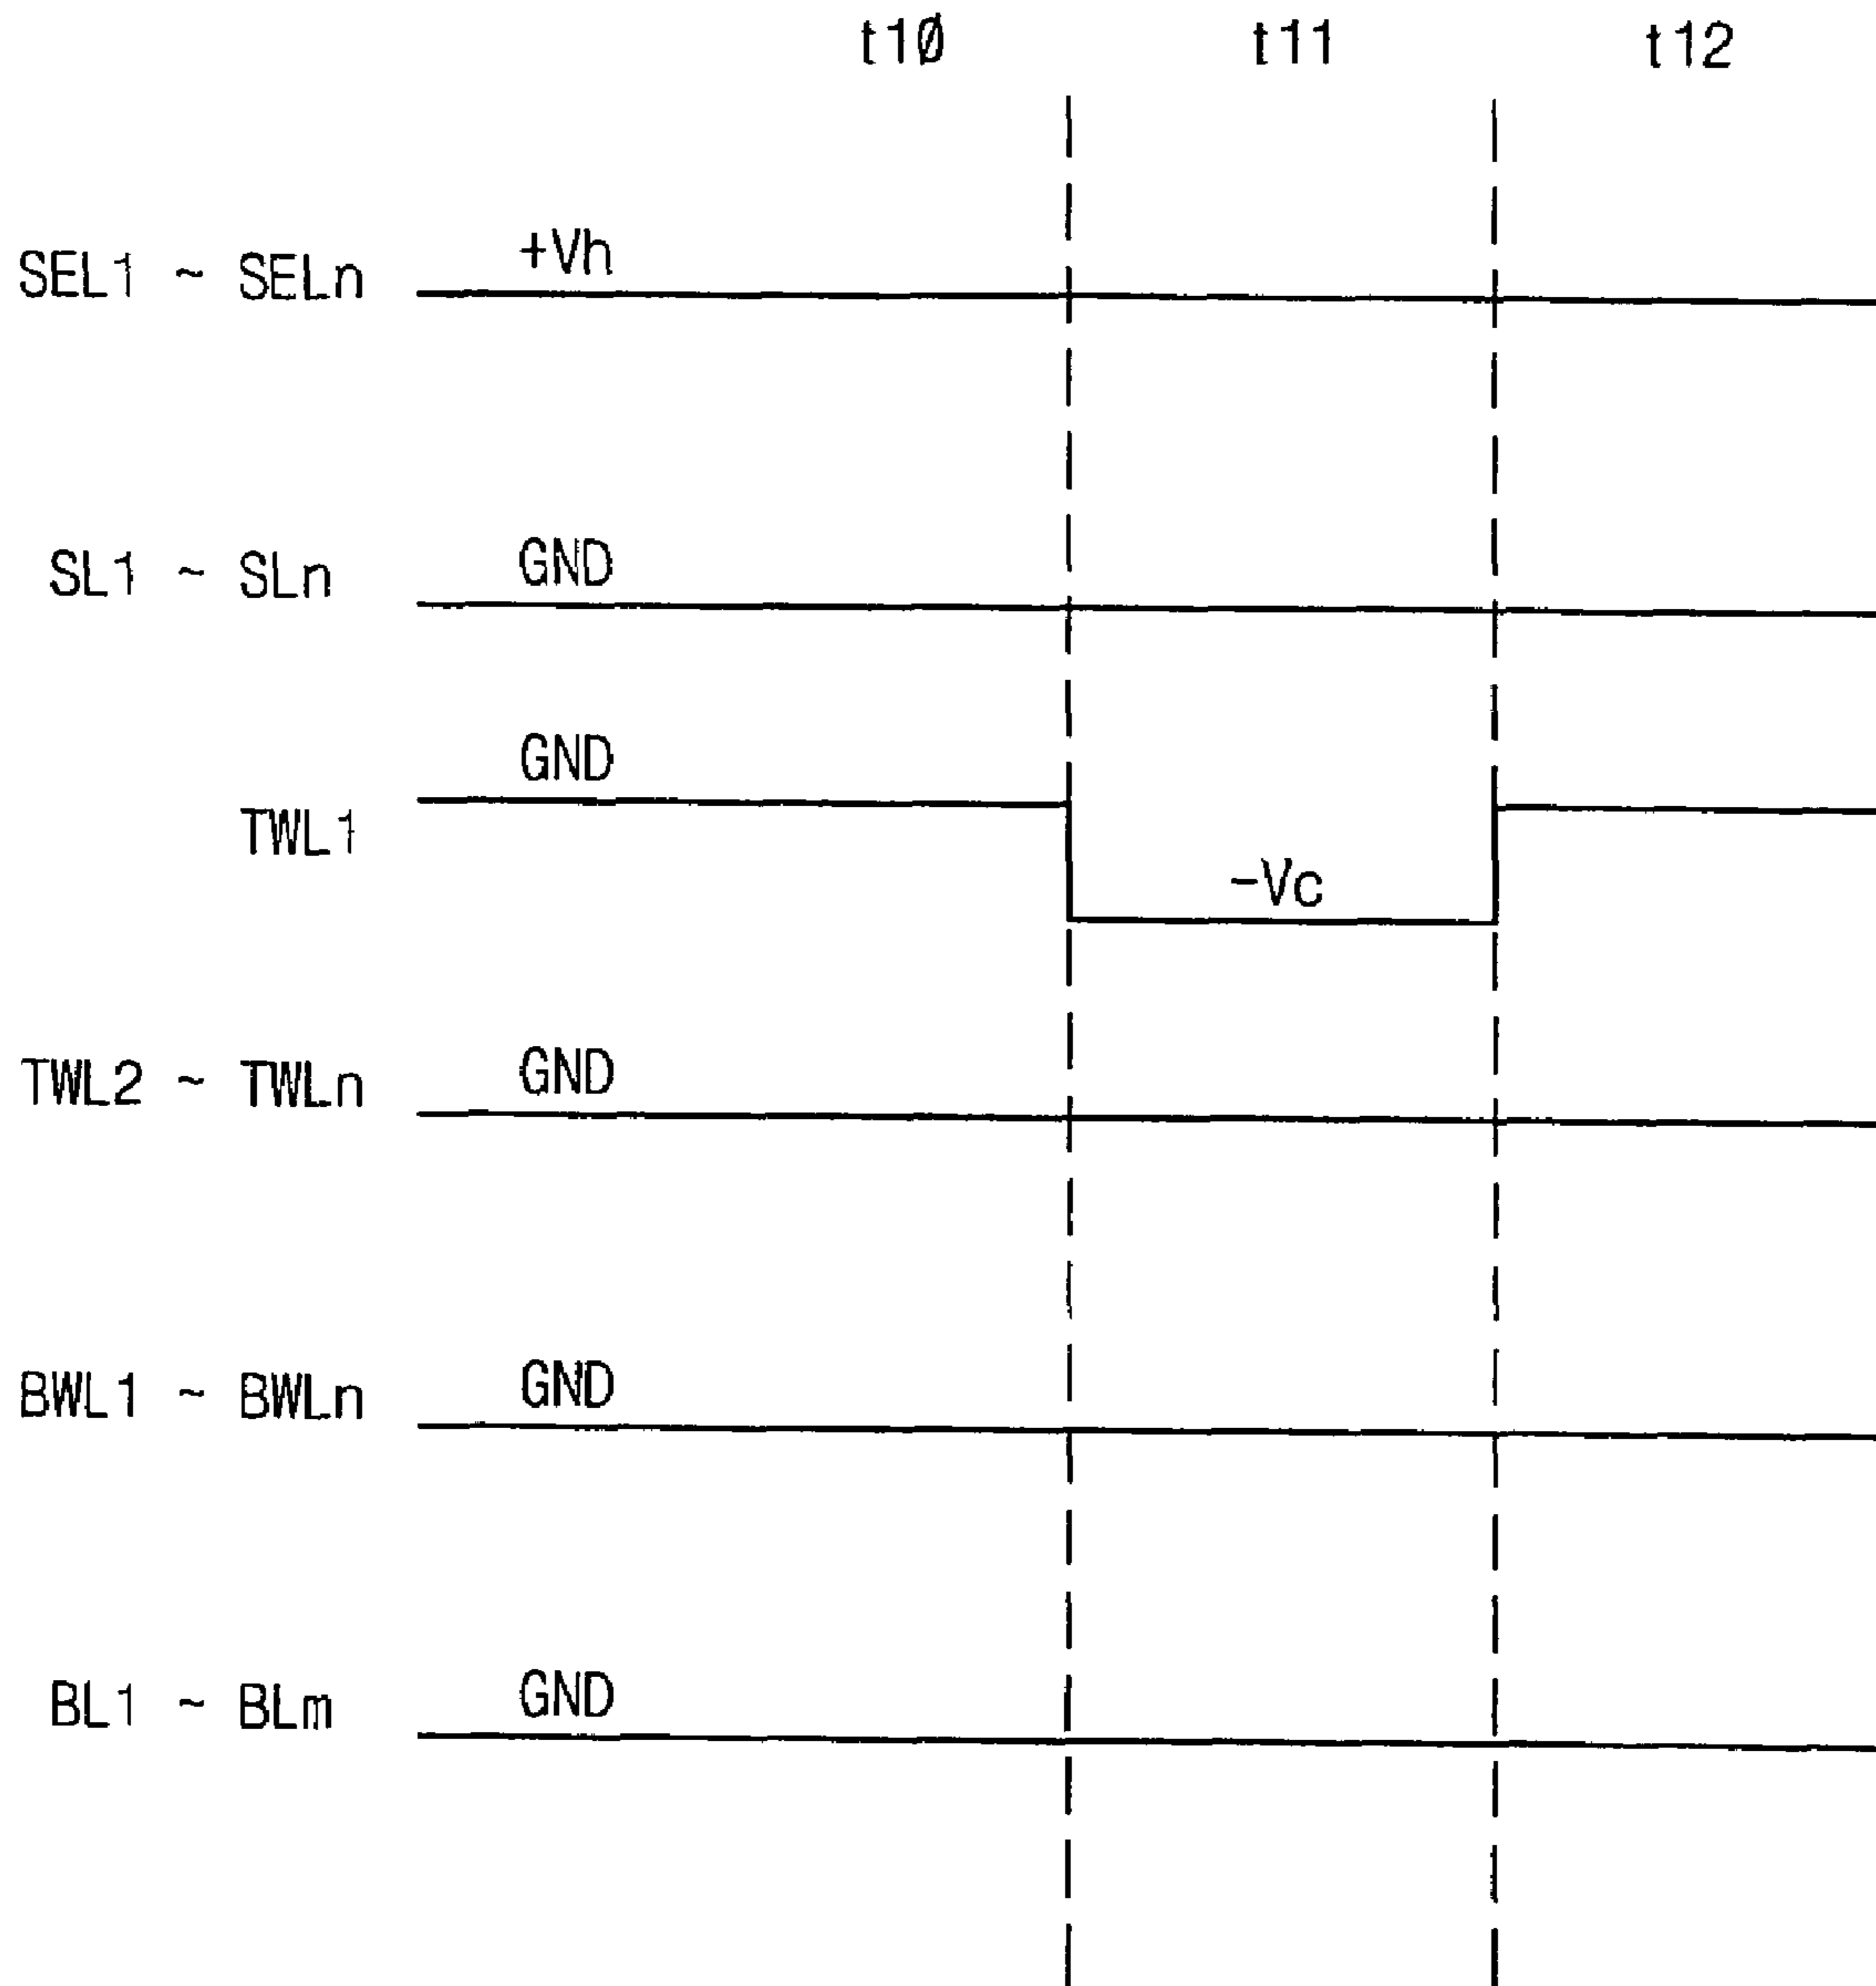 t10 t11 t12
SEL1 ~ SELn +Vh
SL1 ~ SLn GND
GND
TWL1
-Vc
TWL2 ~ TWLn GND
BWL1 ~ BWLn GND
BL1 ~ BLm GND